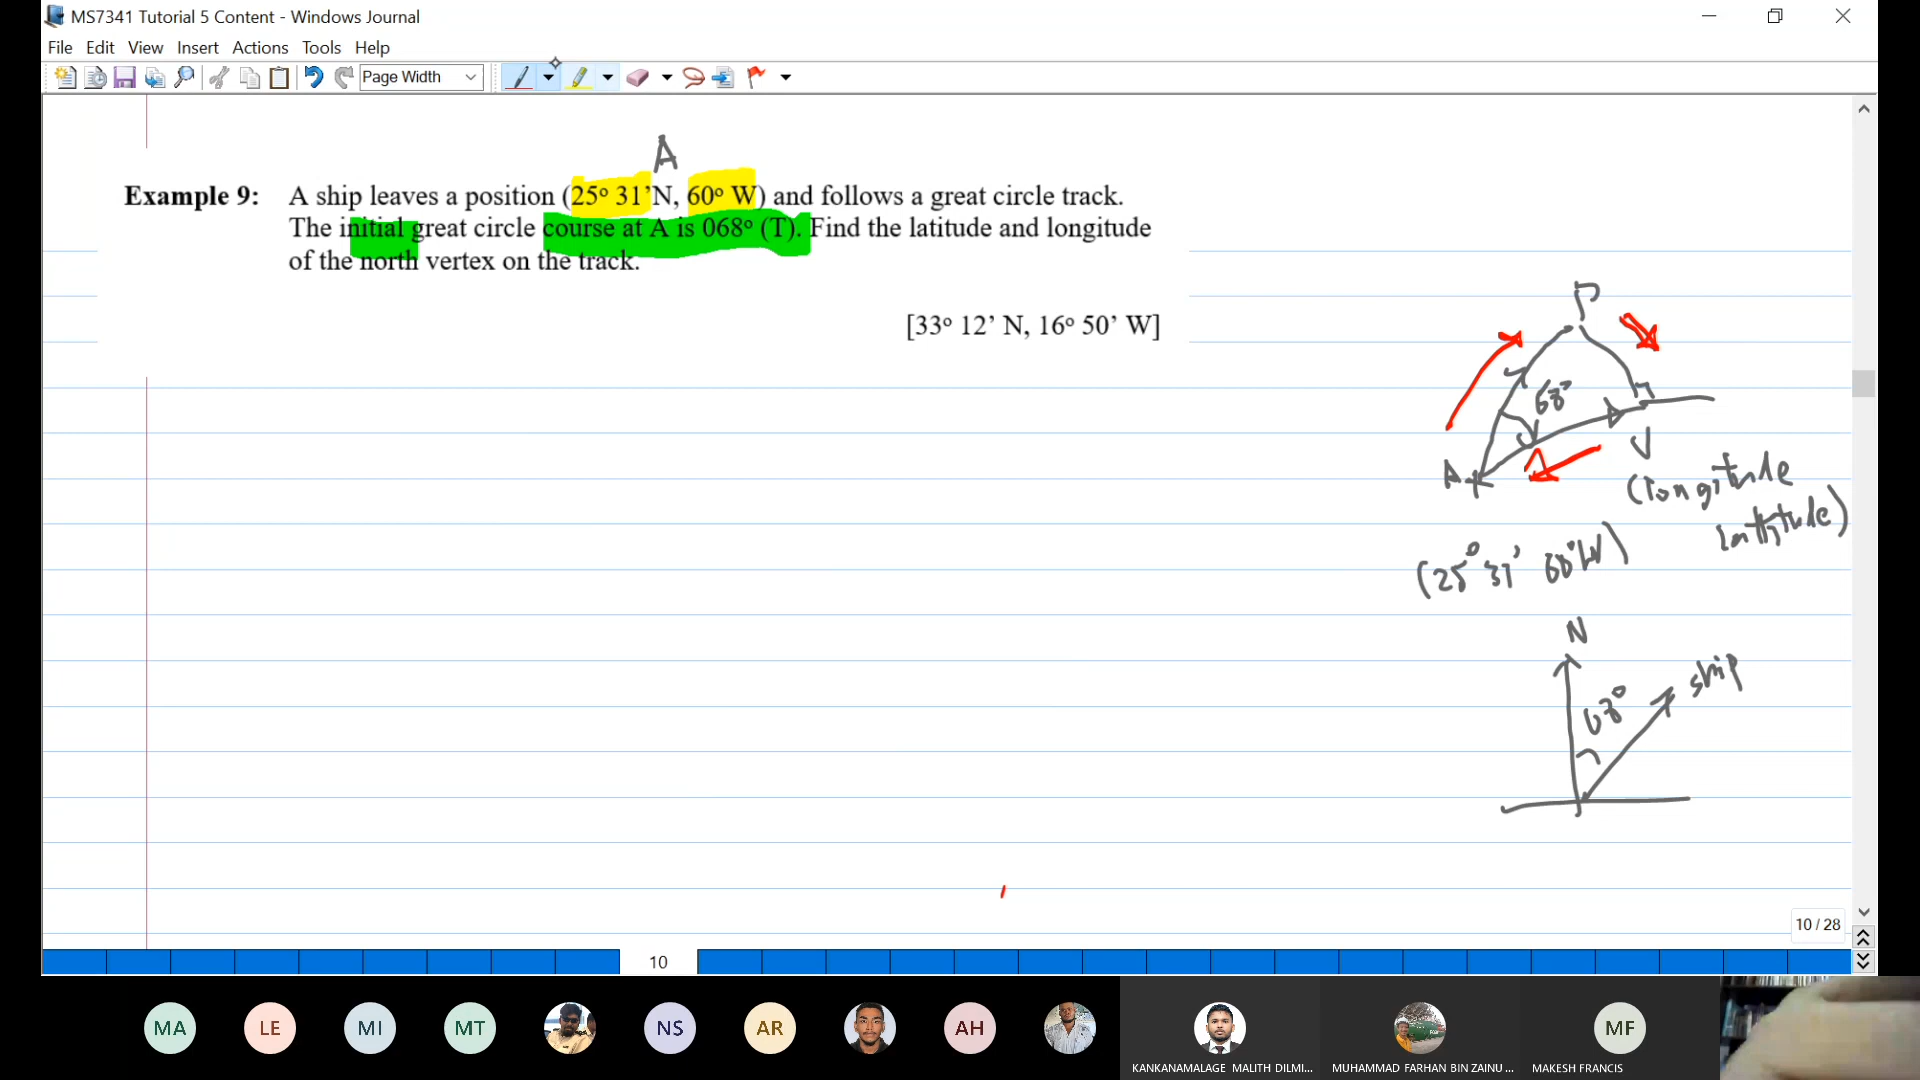 MS7341 Tutorial 5 Content - Windows Journal
File Edit View Insert Actions Tools Help
Page Width
A
Example 9: A ship leaves a position (25° 31’N, 60° W) and follows a great circle track.
The initial great circle course at A is 068° (T). Find the latitude and longitude
of the north vertex on the track.
[33° 12’ N, 16° 50’ W]
P
68°
A
V
(longitude
latitude)
(25° 31' 60°W)
N
ship
68°
10 / 28
10
MA LE MI MT NS AR AH MF
KANKANAMALAGE MALITH DILMI... MUHAMMAD FARHAN BIN ZAINU ... MAKESH FRANCIS